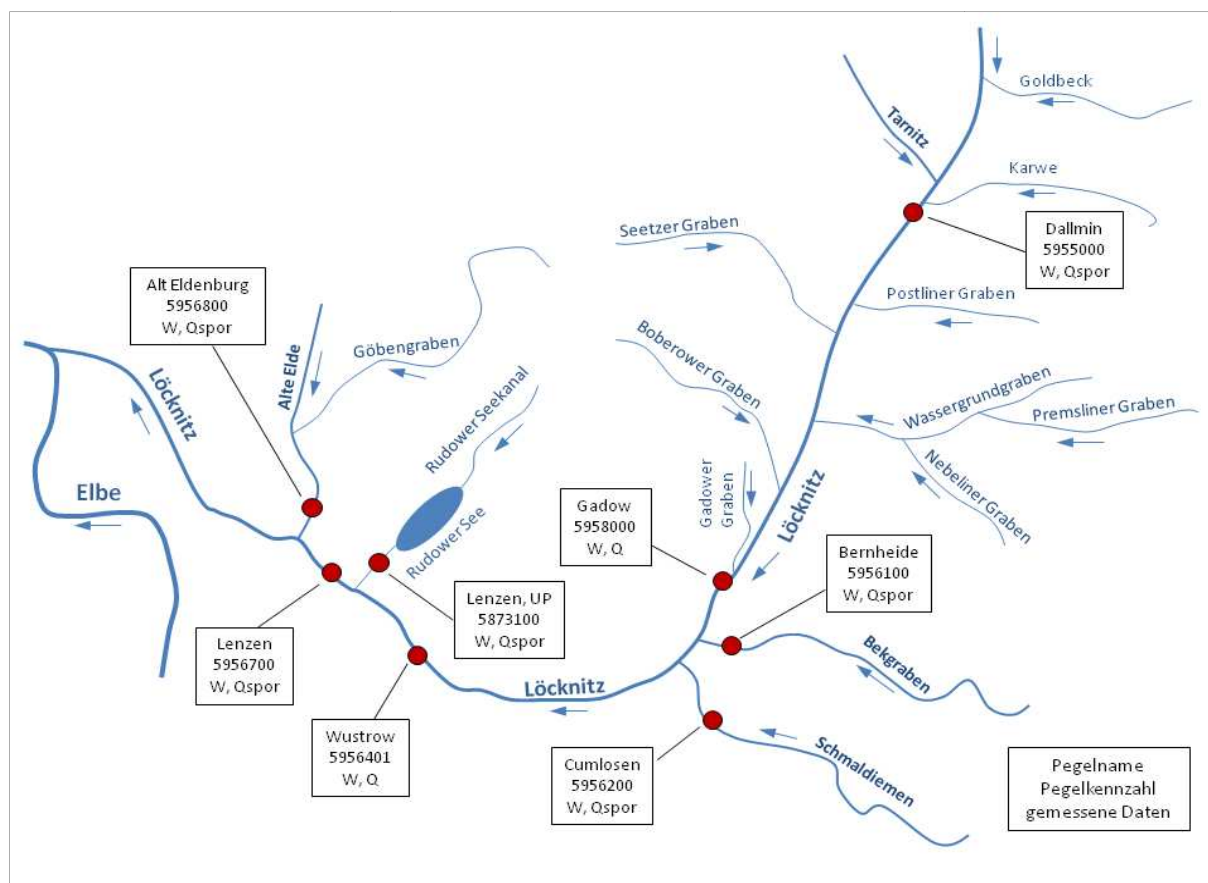 Goldbeck
Tarnitz
Karwe
Dallmin
5955000
W, Qspor
Seetzer Graben
Postliner Graben
Alt Eldenburg
5956800
W, Qspor
Göbengraben
Alte Elde
Boberower Graben
Wassergrundgraben
Premsliner Graben
Nebeliner Graben
Löcknitz
Rudower Seekanal
Rudower See
Elbe
Gadower
Graben
Gadow
5958000
W, Q
Löcknitz
Bernheide
5956100
W, Qspor
Lenzen, UP
5873100
W, Qspor
Lenzen
5956700
W, Qspor
Bekgraben
Löcknitz
Wustrow
5956401
W, Q
Cumlosen
5956200
W, Qspor
Schmaldiemen
Pegelname
Pegelkennzahl
gemessene Daten